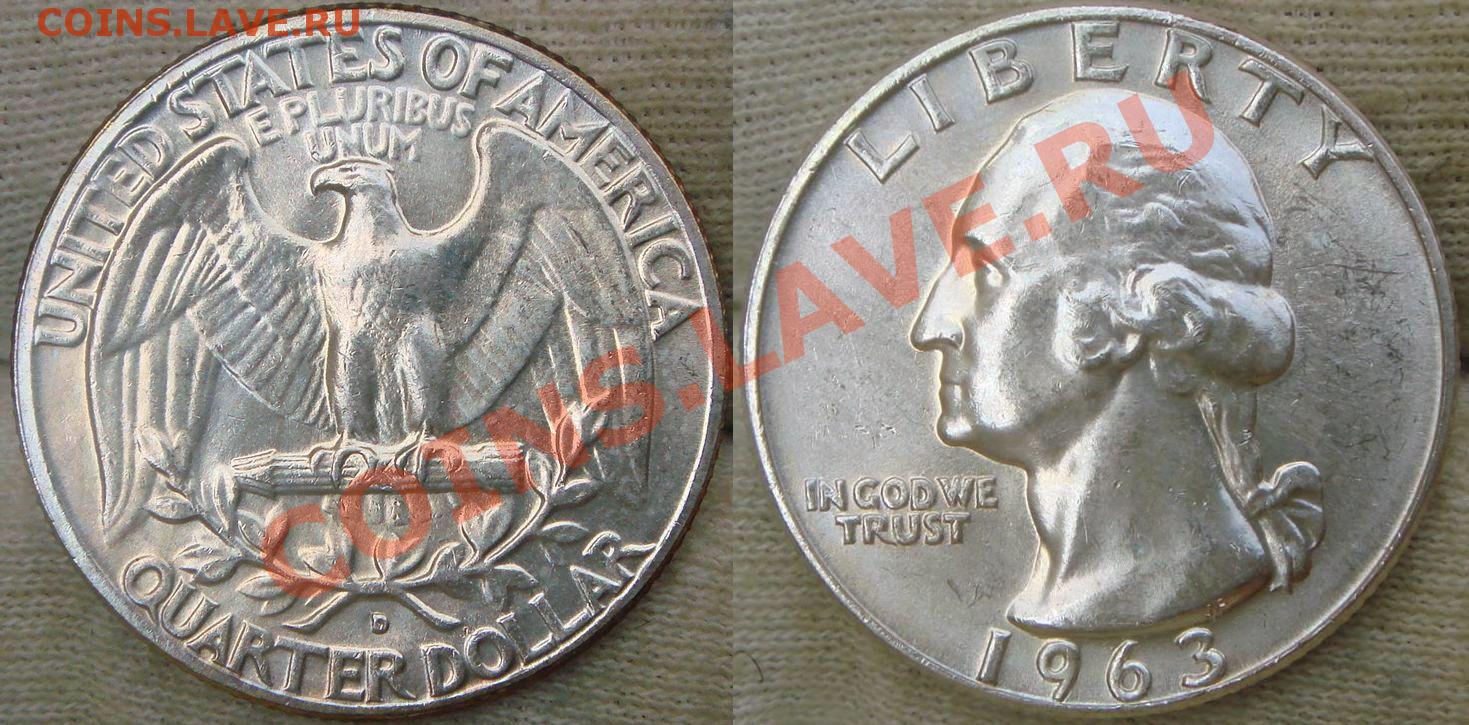 COINS.LAVE.RU
UNITED STATES OF AMERICA
E PLURIBUS
UNUM
D
QUARTER DOLLAR
LIBERTY
IN GOD WE
TRUST
1963
COINS.LAVE.RU